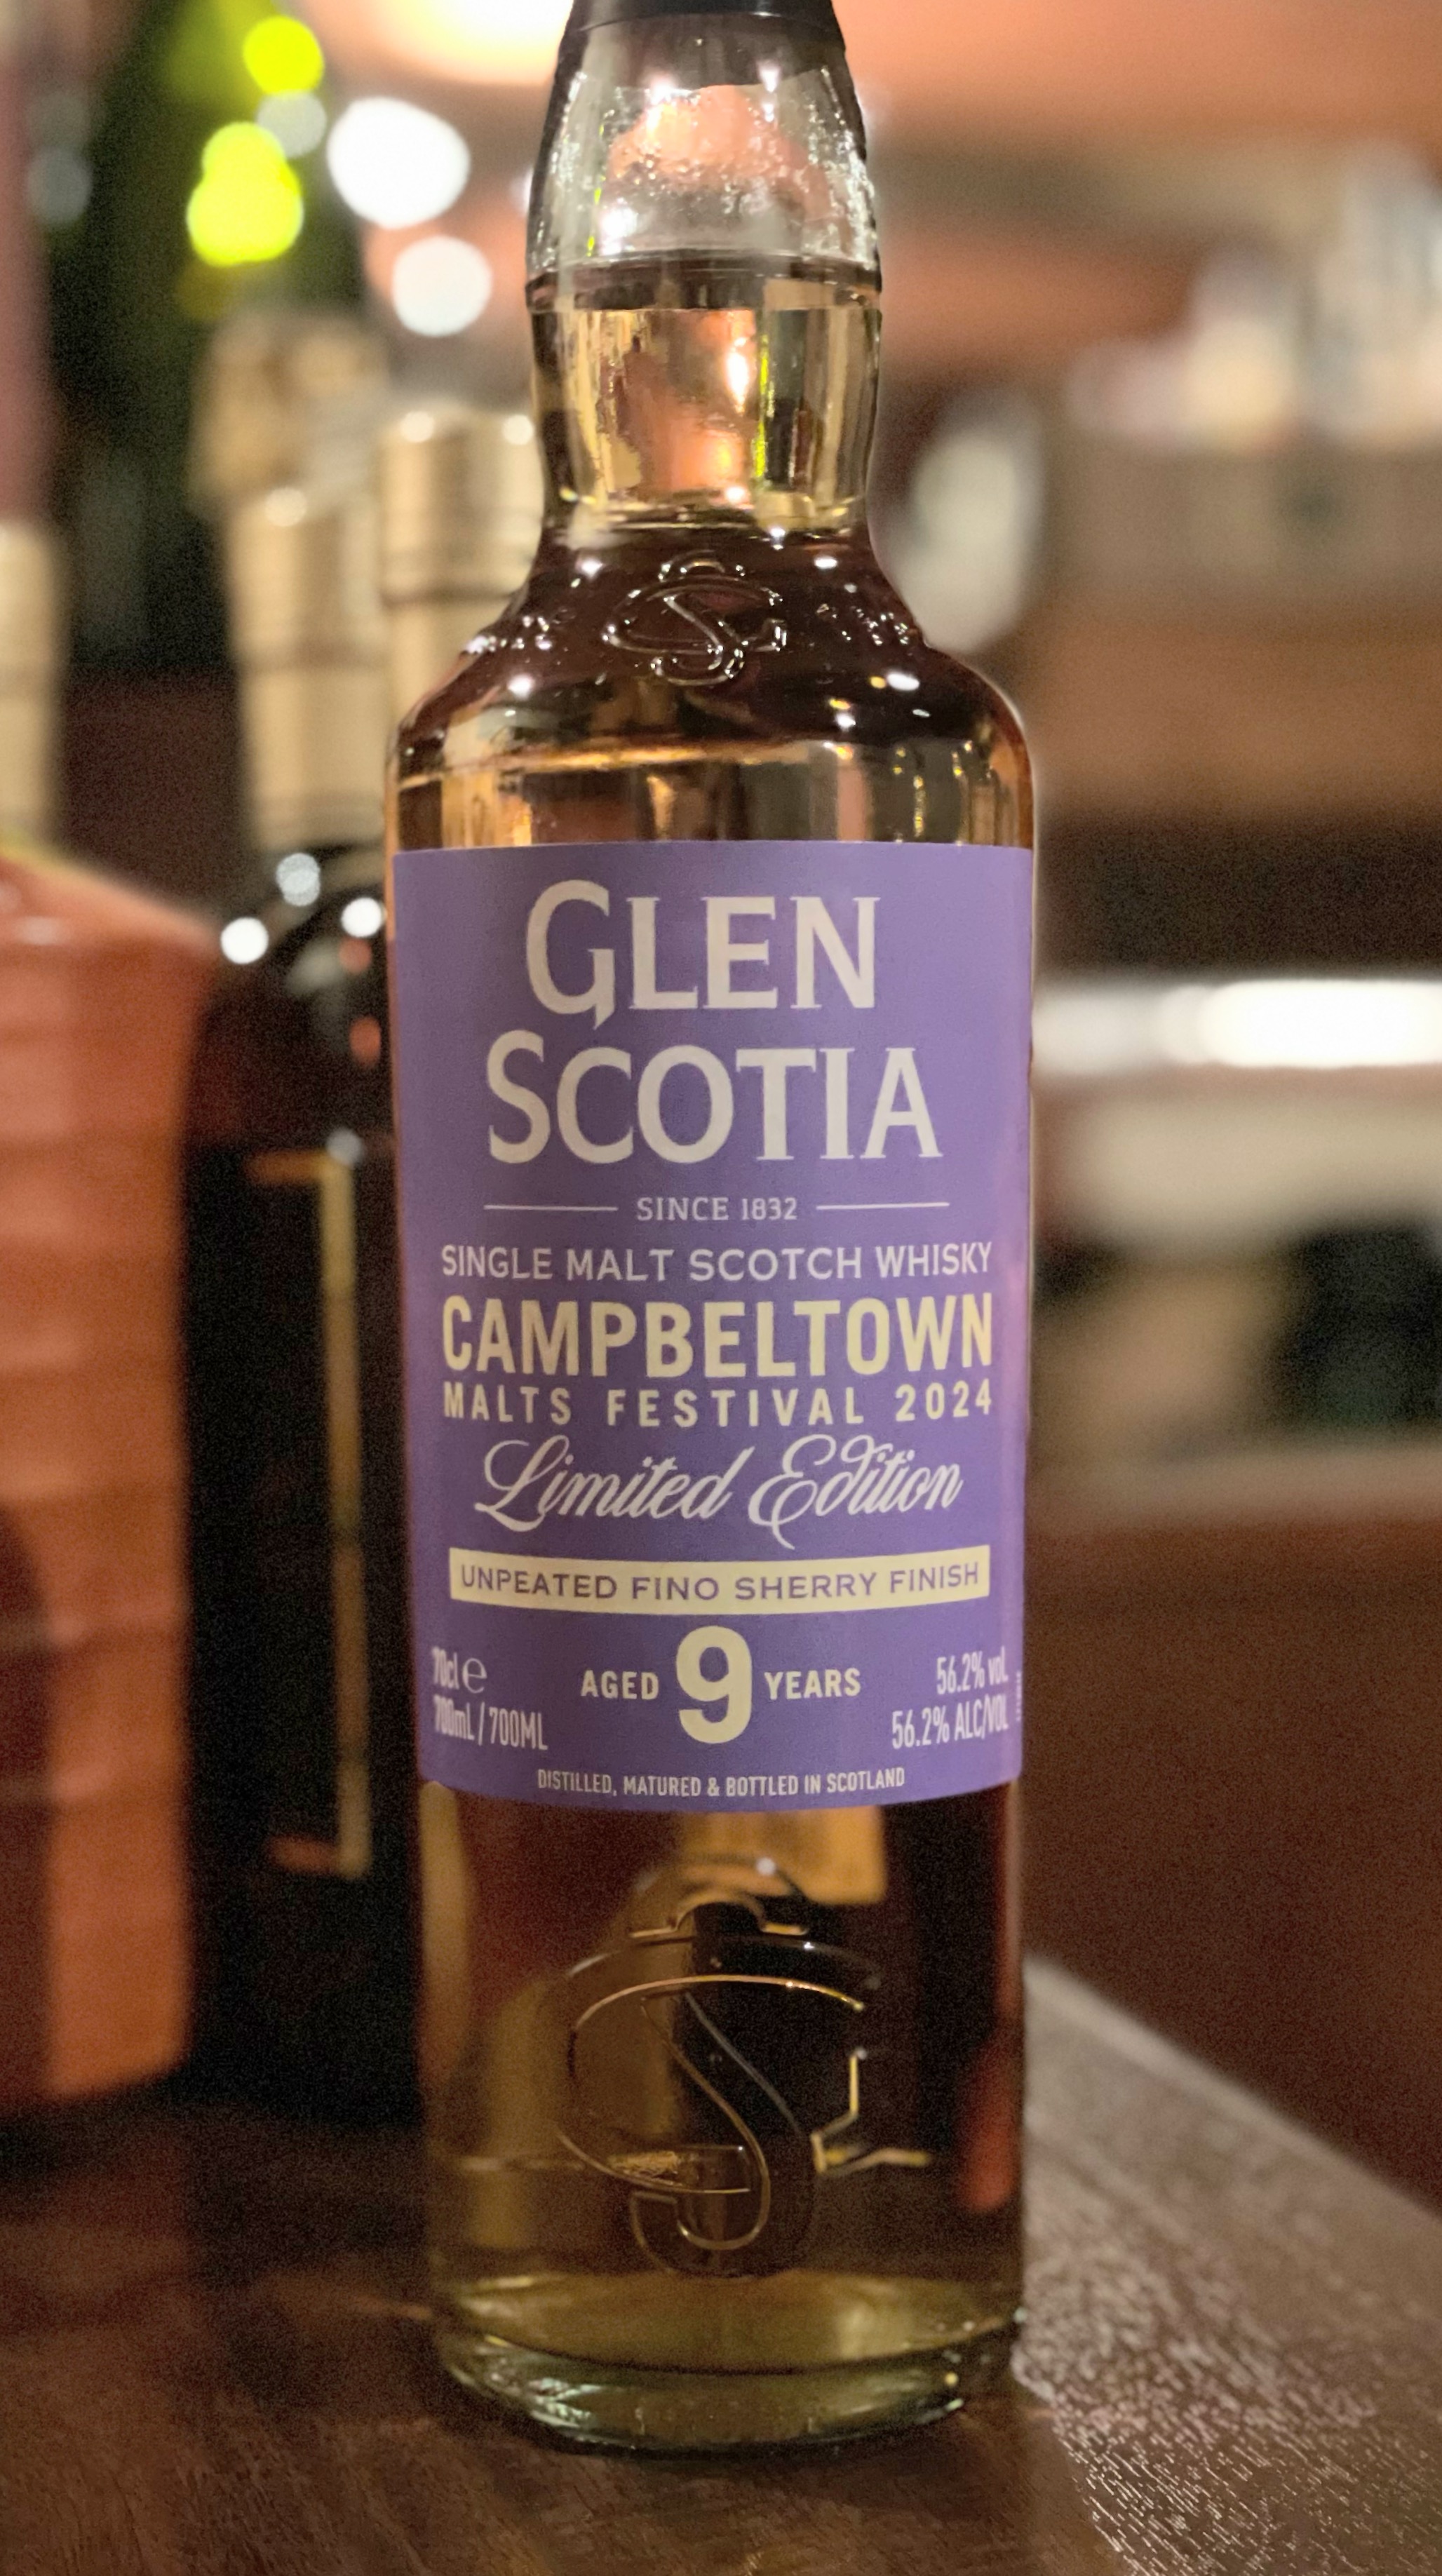 GLEN
SCOTIA
SINCE 1832
SINGLE MALT SCOTCH WHISKY
CAMPBELTOWN
MALTS FESTIVAL 2024
Limited Edition
UNPEATED FINO SHERRY FINISH
70cl e
700mL / 700ML
AGED 9 YEARS
56.2% vol.
56.2% ALC/VOL
DISTILLED, MATURED & BOTTLED IN SCOTLAND